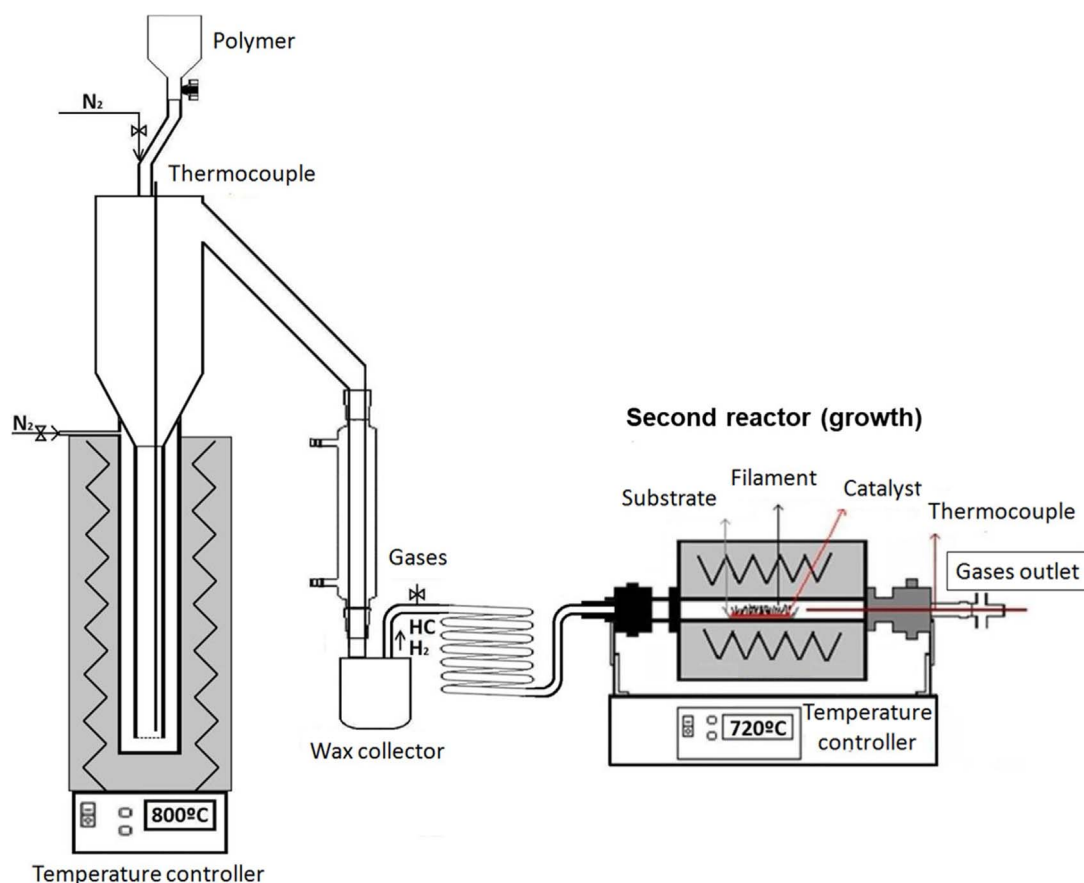 Polymer
N₂
Thermocouple
N₂
800ºC
Temperature controller
Gases
HC
H₂
Wax collector
Second reactor (growth)
Filament
Substrate
Catalyst
Thermocouple
Gases outlet
720ºC
Temperature
controller